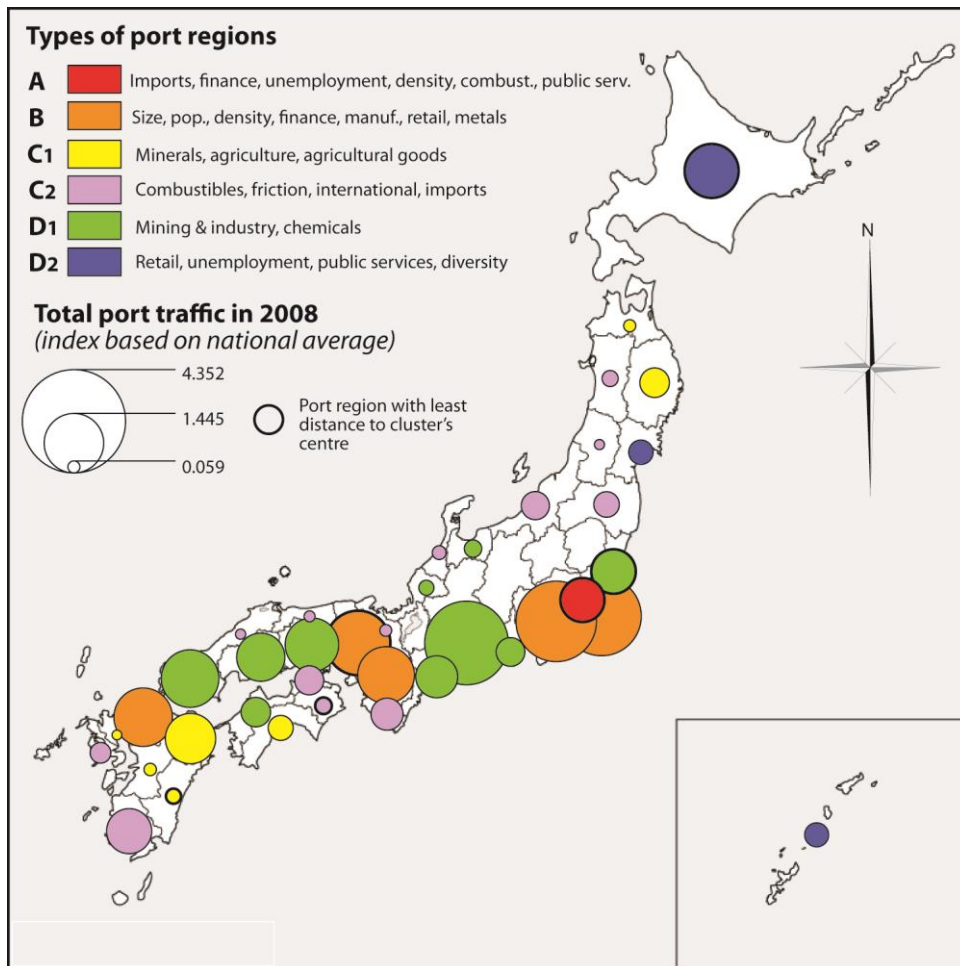 Types of port regions
A Imports, finance, unemployment, density, combust., public serv.
B Size, pop., density, finance, manuf., retail, metals
C1 Minerals, agriculture, agricultural goods
C2 Combustibles, friction, international, imports
D1 Mining & industry, chemicals
D2 Retail, unemployment, public services, diversity
N
Total port traffic in 2008
(index based on national average)
4.352
1.445
0.059
Port region with least
distance to cluster's
centre